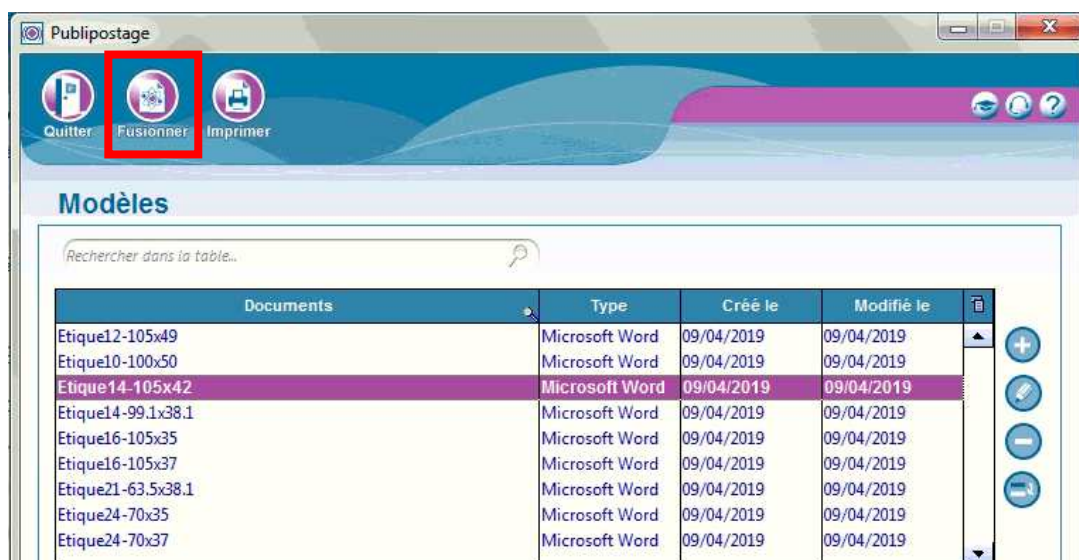 Publipostage
Quitter Fusionner Imprimer
Modèles
Rechercher dans la table...
Documents Type Créé le Modifié le
Etique12-105x49 Microsoft Word 09/04/2019 09/04/2019
Etique10-100x50 Microsoft Word 09/04/2019 09/04/2019
Etique14-105x42 Microsoft Word 09/04/2019 09/04/2019
Etique14-99.1x38.1 Microsoft Word 09/04/2019 09/04/2019
Etique16-105x35 Microsoft Word 09/04/2019 09/04/2019
Etique16-105x37 Microsoft Word 09/04/2019 09/04/2019
Etique21-63.5x38.1 Microsoft Word 09/04/2019 09/04/2019
Etique24-70x35 Microsoft Word 09/04/2019 09/04/2019
Etique24-70x37 Microsoft Word 09/04/2019 09/04/2019